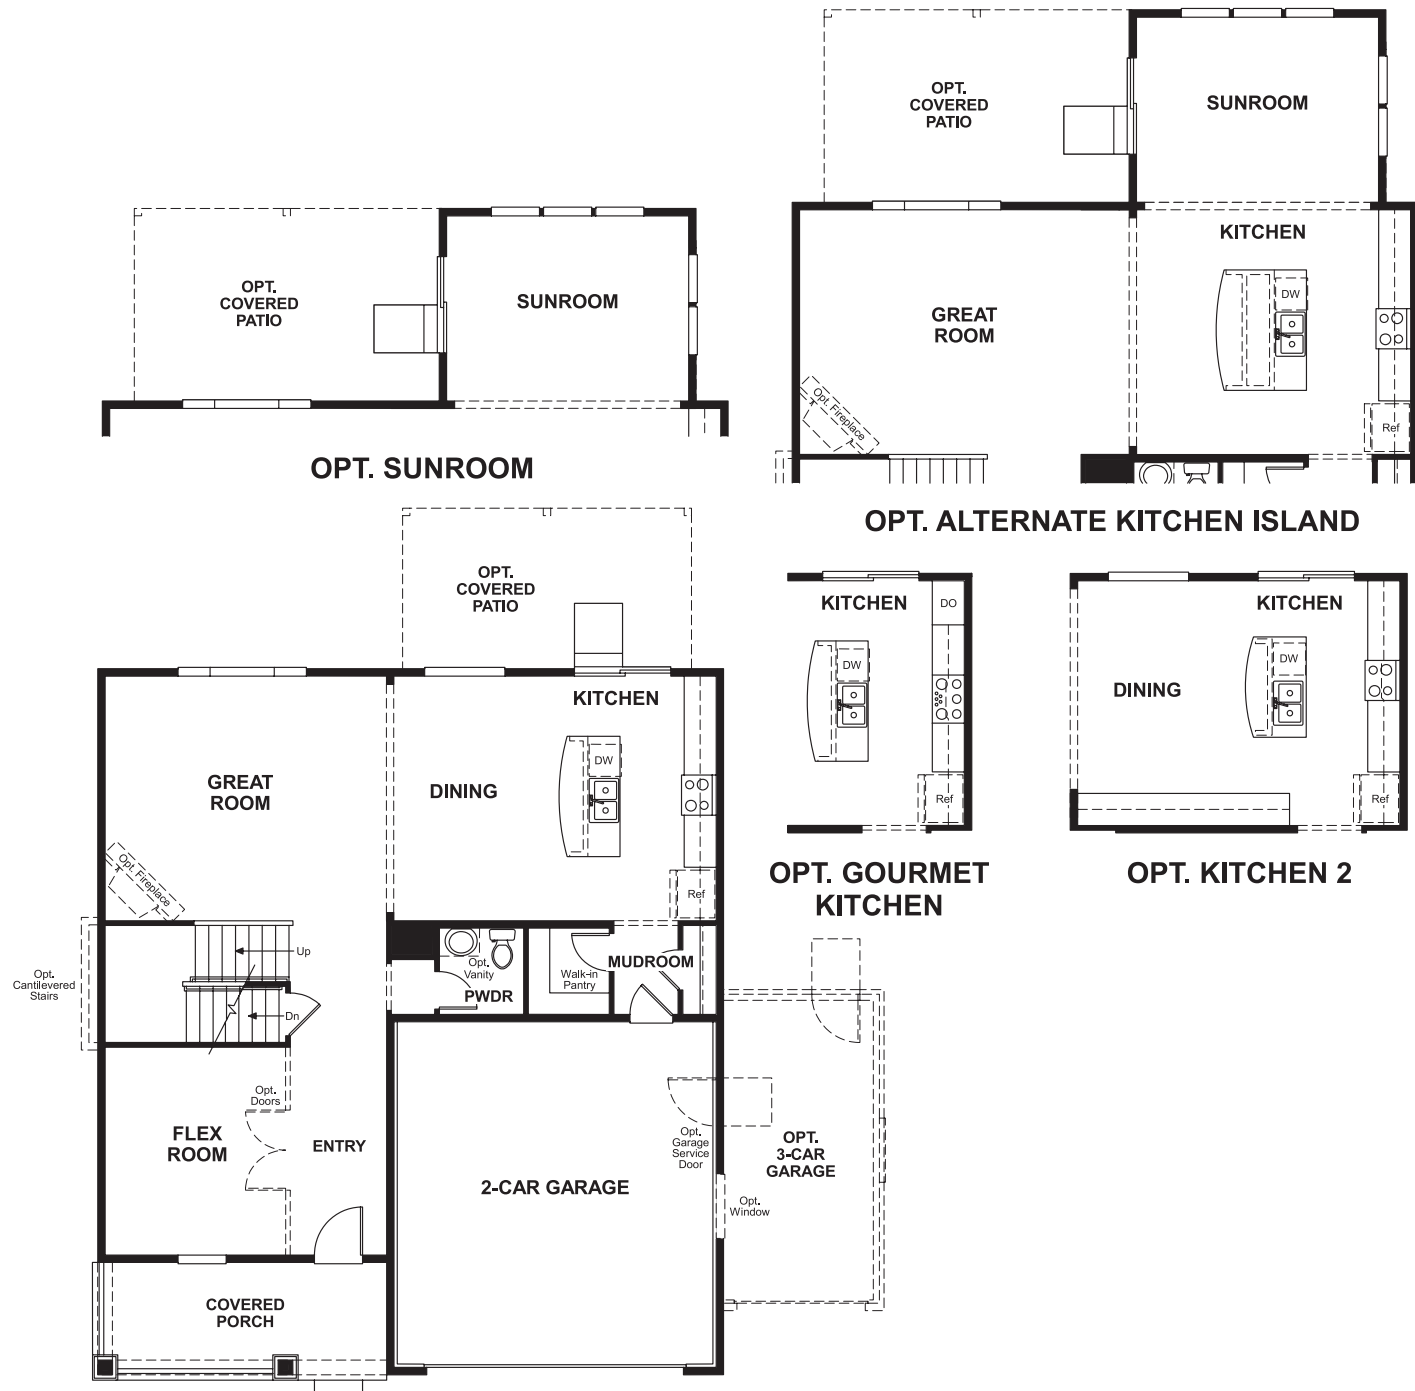 OPT.
COVERED
PATIO
SUNROOM
OPT. SUNROOM
OPT.
COVERED
PATIO
SUNROOM
KITCHEN
DW
GREAT
ROOM
Opt. Fireplace
Ref
OPT. ALTERNATE KITCHEN ISLAND
OPT.
COVERED
PATIO
KITCHEN
DW
GREAT
ROOM
DINING
Opt. Fireplace
Ref
Up
Opt.
Cantilevered
Stairs
Dn
Opt.
Vanity
PWDR
Walk-in
Pantry
MUDROOM
Opt.
Doors
FLEX
ROOM
ENTRY
2-CAR GARAGE
Opt.
Garage
Service
Door
Opt.
Window
OPT.
3-CAR
GARAGE
COVERED
PORCH
KITCHEN
DO
DW
Ref
OPT. GOURMET
KITCHEN
KITCHEN
DW
DINING
Ref
OPT. KITCHEN 2